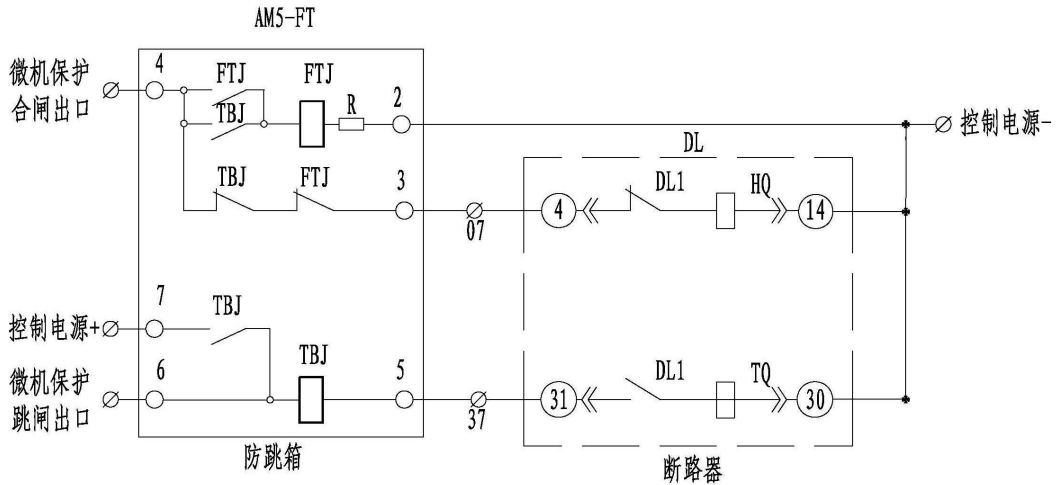 AM5-FT
微机保护
合闸出口
4
FTJ
FTJ
TBJ
R
2
控制电源-
TBJ
FTJ
3
07
DL
4
DL1
HQ
14
控制电源+
7
TBJ
微机保护
跳闸出口
6
TBJ
5
37
31
DL1
TQ
30
防跳箱
断路器